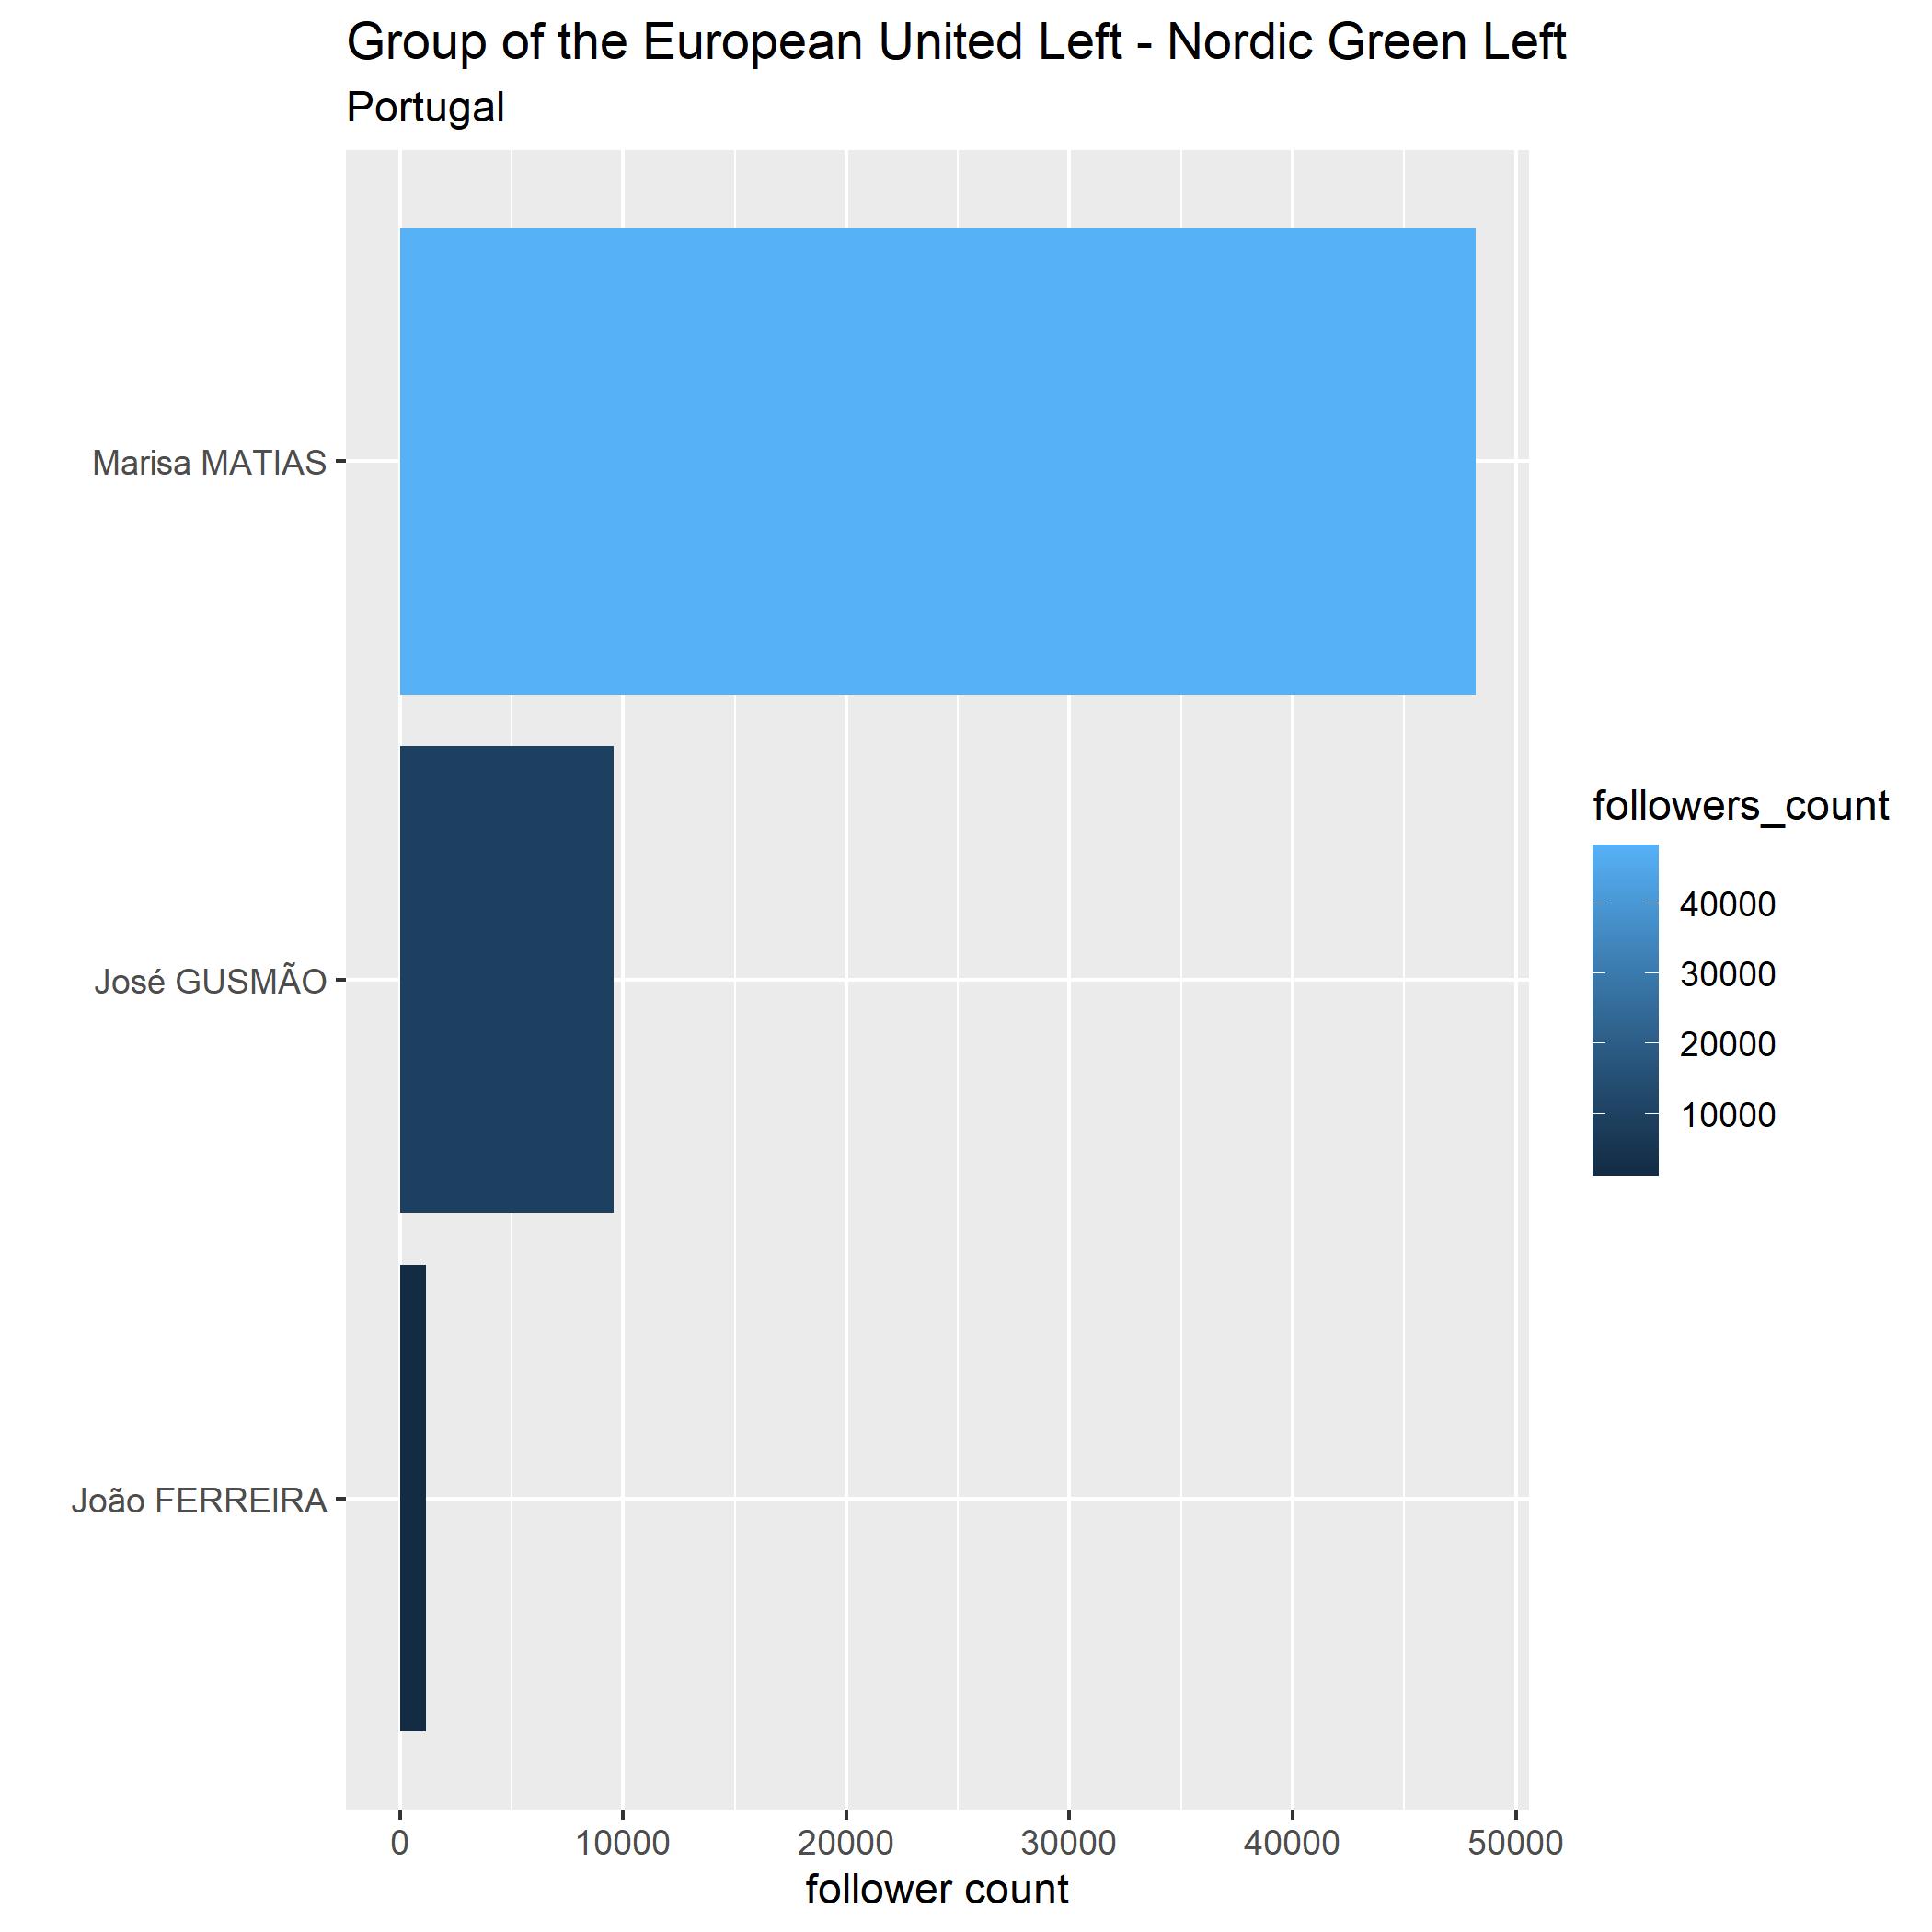 Group of the European United Left - Nordic Green Left
Portugal
Marisa MATIAS
José GUSMÃO
João FERREIRA
0 10000 20000 30000 40000 50000
follower count
followers_count
40000
30000
20000
10000